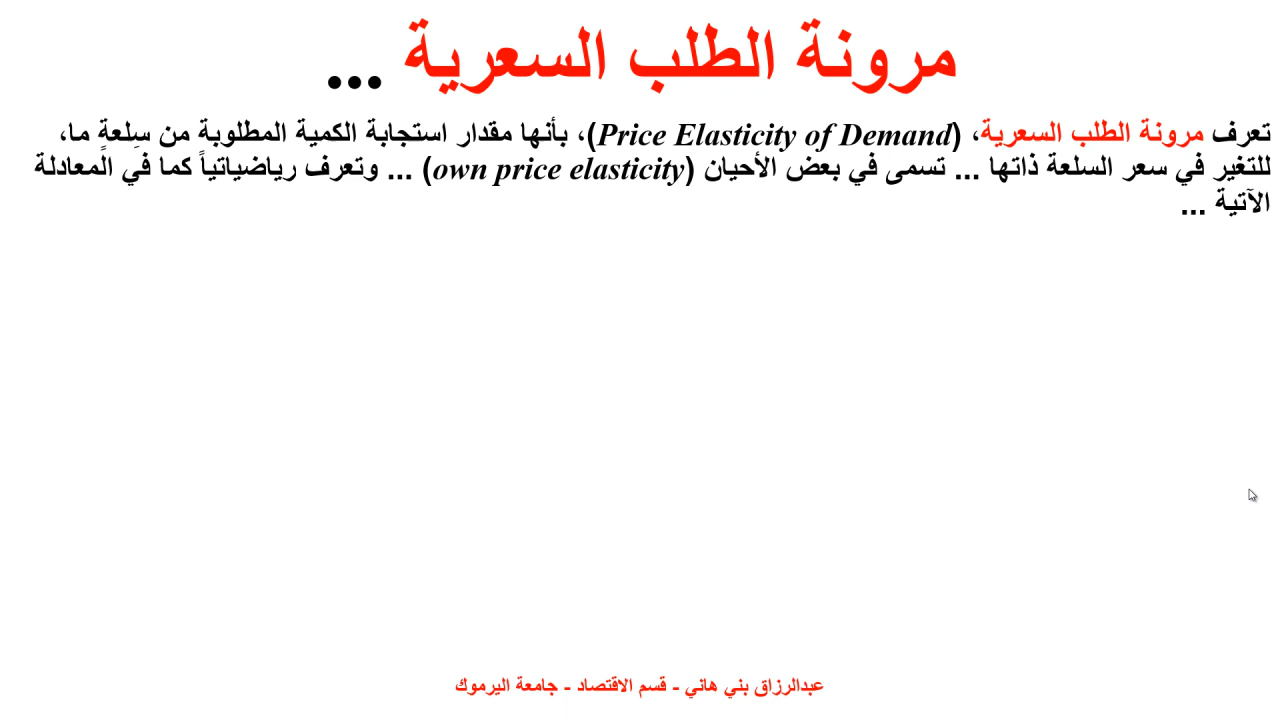 مرونة الطلب السعرية ...
تعرف مرونة الطلب السعرية، (Price Elasticity of Demand)، بأنها مقدار استجابة الكمية المطلوبة من سِلعةٍ ما،
للتغير في سعر السلعة ذاتها ... تسمى في بعض الأحيان (own price elasticity) ... وتعرف رياضياتياً كما في المعادلة
الآتية ...
عبدالرزاق بني هاني - قسم الاقتصاد - جامعة اليرموك